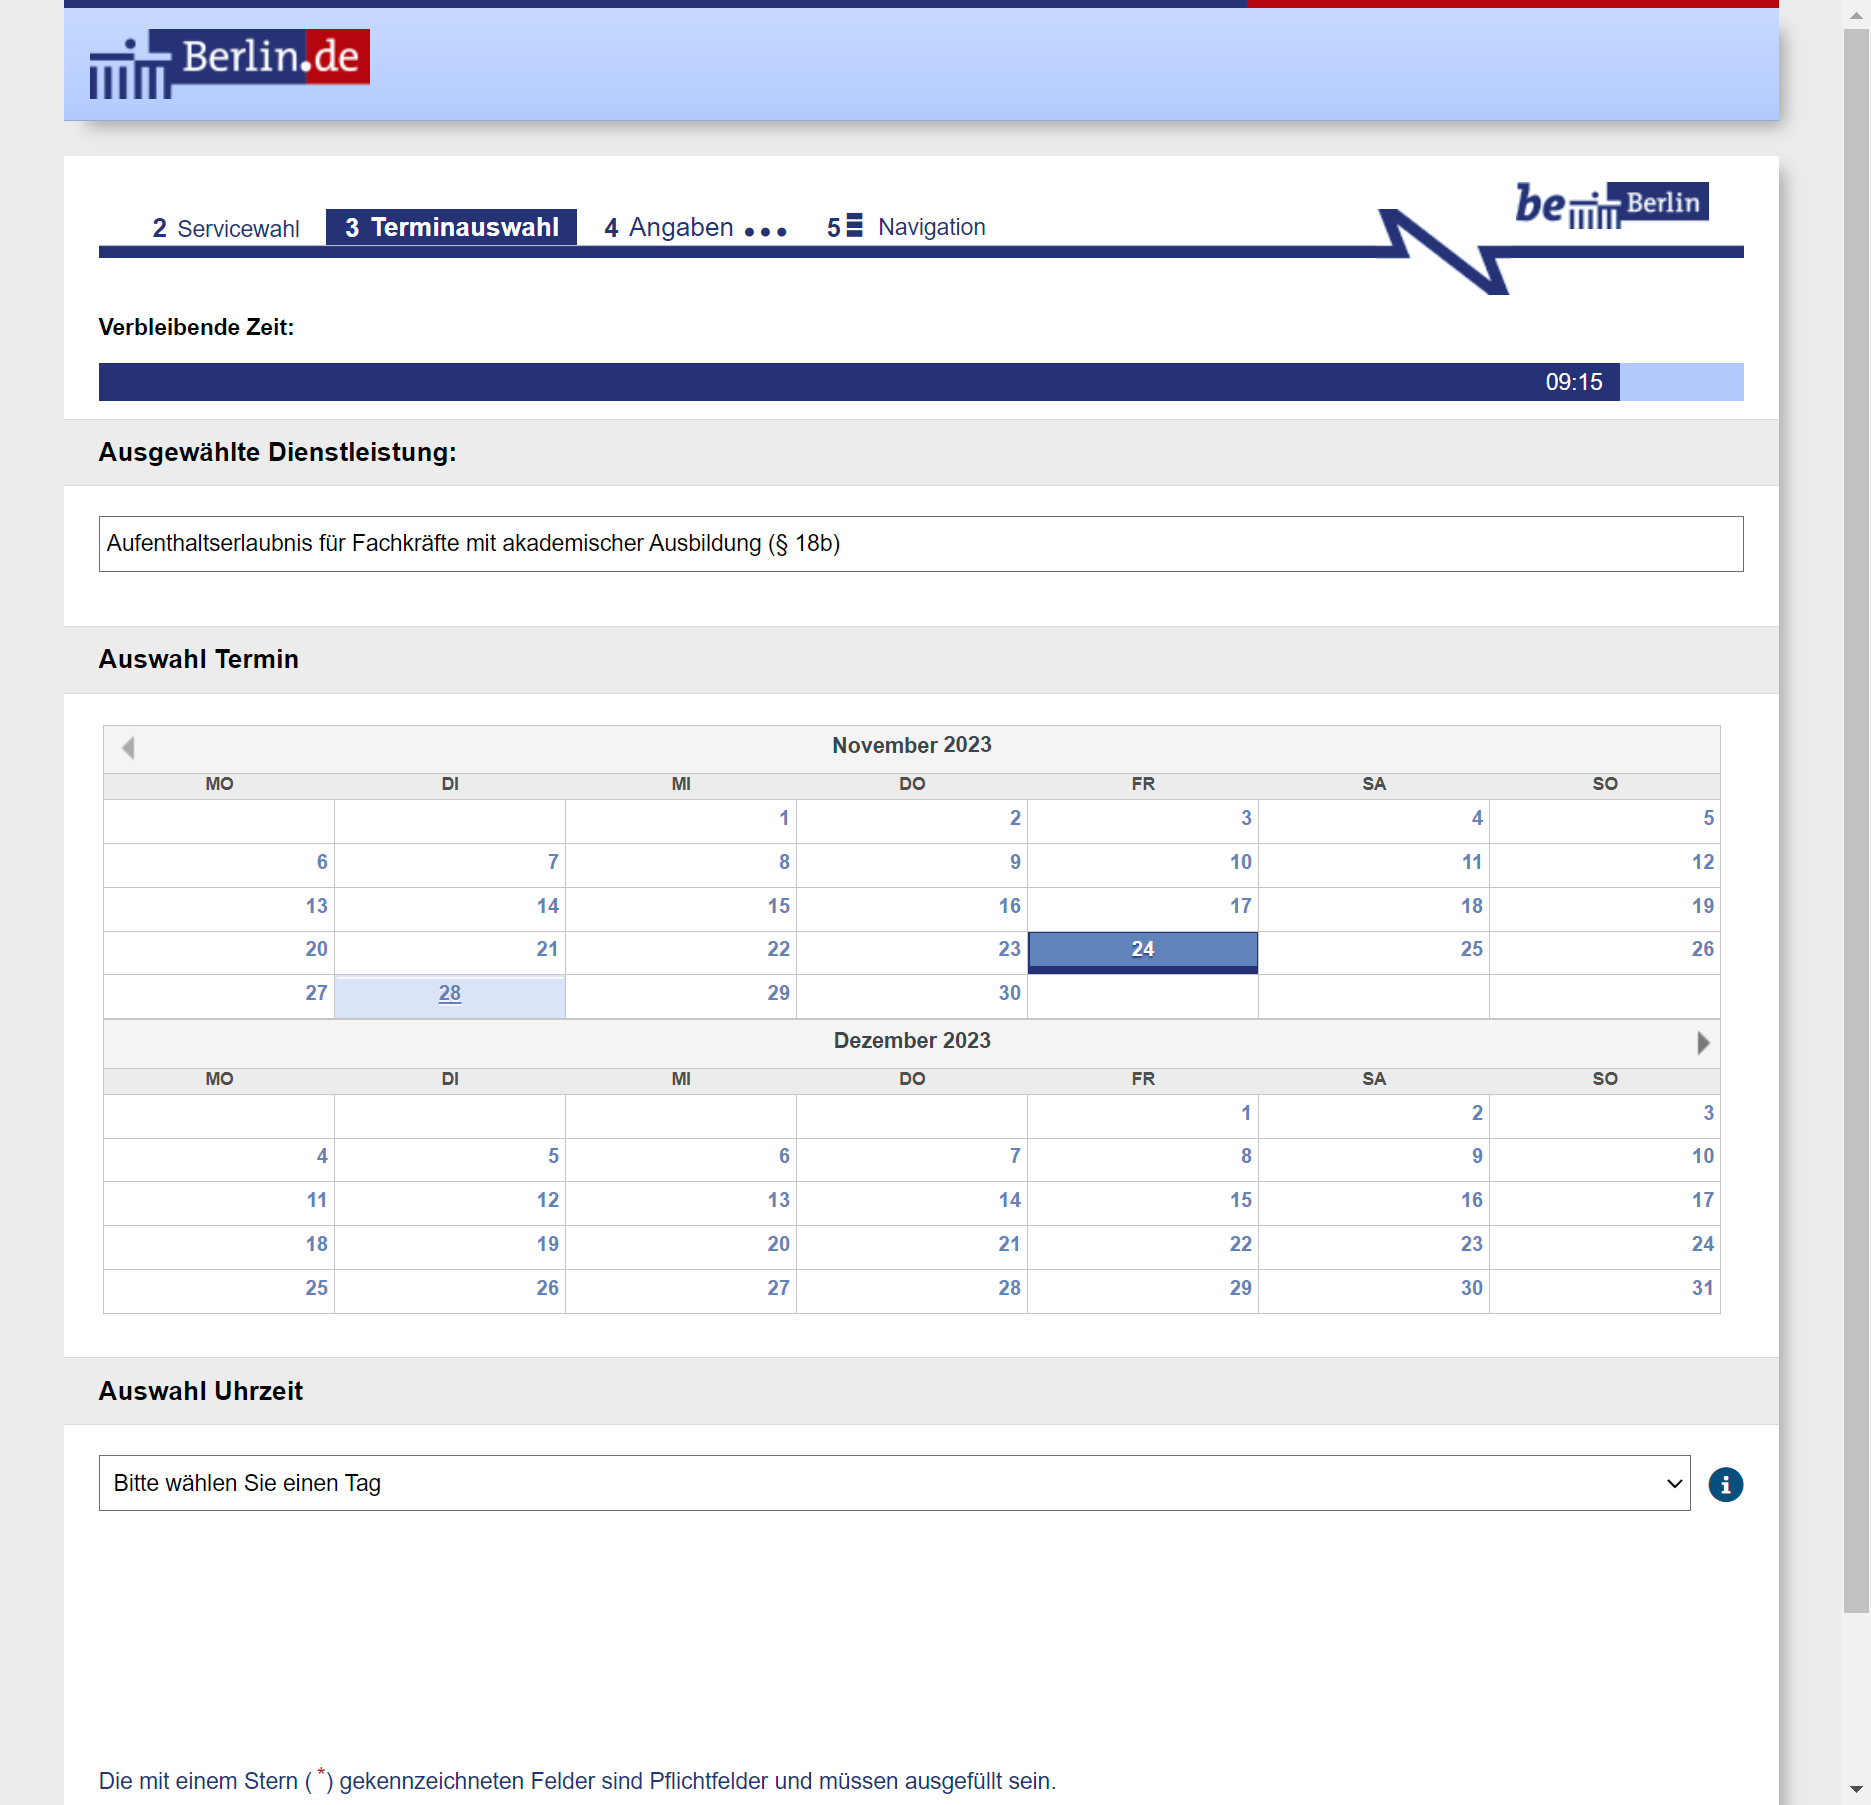 Berlin.de
be Berlin
2 Servicewahl 3 Terminauswahl 4 Angaben 5 Navigation
Verbleibende Zeit:
09:15
Ausgewählte Dienstleistung:
Aufenthaltserlaubnis für Fachkräfte mit akademischer Ausbildung (§ 18b)
Auswahl Termin
November 2023
MO DI MI DO FR SA SO
1 2 3 4 5
6 7 8 9 10 11 12
13 14 15 16 17 18 19
20 21 22 23 24 25 26
27 28 29 30
Dezember 2023
MO DI MI DO FR SA SO
1 2 3
4 5 6 7 8 9 10
11 12 13 14 15 16 17
18 19 20 21 22 23 24
25 26 27 28 29 30 31
Auswahl Uhrzeit
Bitte wählen Sie einen Tag
Die mit einem Stern ( *) gekennzeichneten Felder sind Pflichtfelder und müssen ausgefüllt sein.